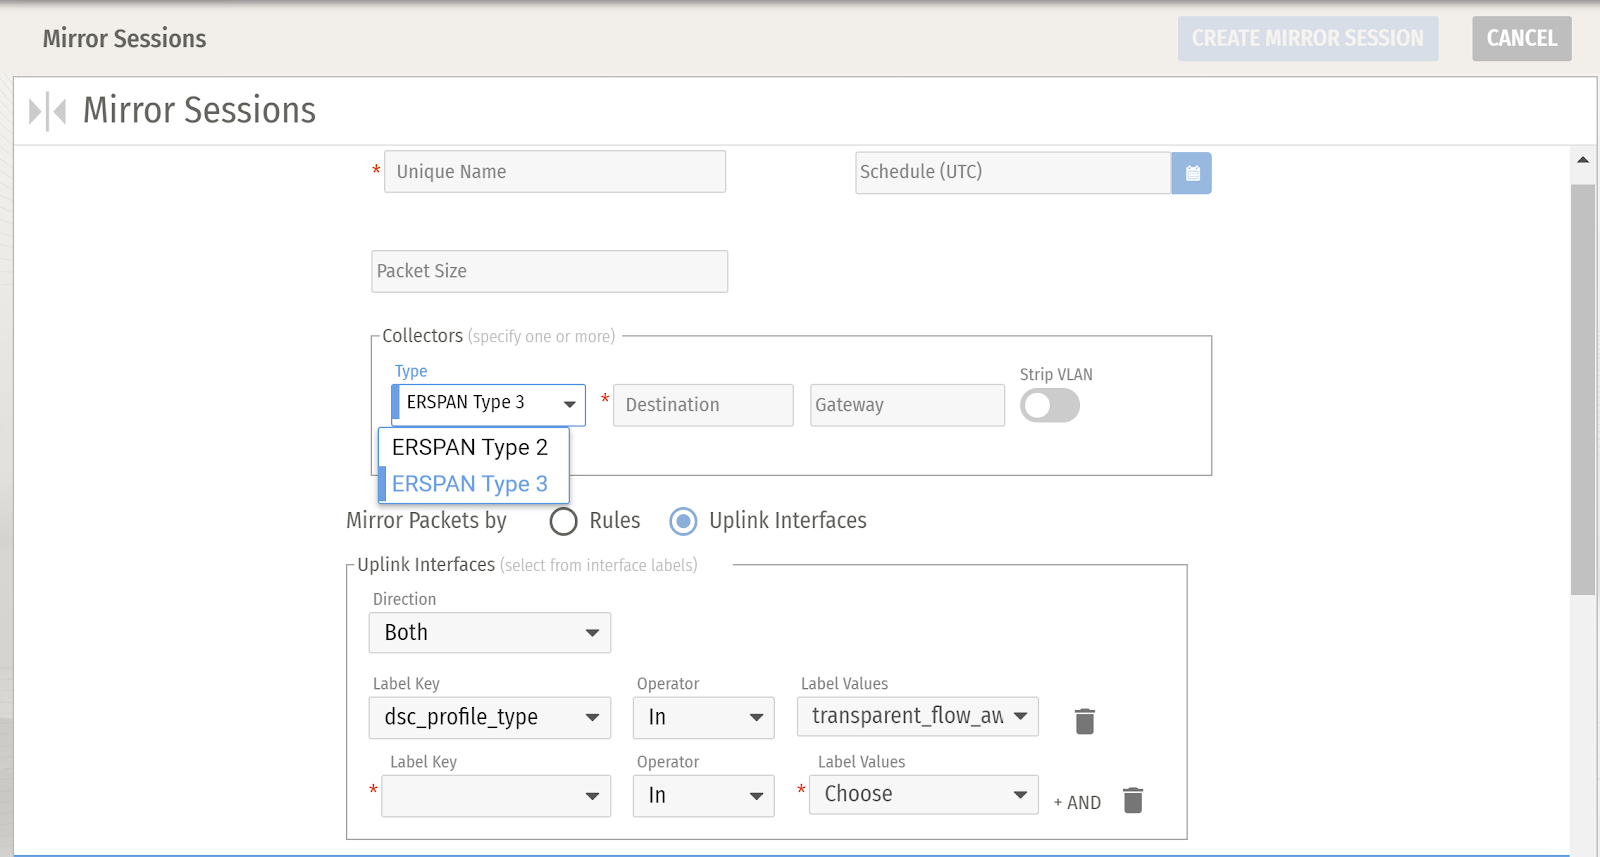 Mirror Sessions
CREATE MIRROR SESSION
CANCEL
Mirror Sessions
* Unique Name
Schedule (UTC)
Packet Size
Collectors (specify one or more)
Type
Strip VLAN
ERSPAN Type 3
* Destination
Gateway
ERSPAN Type 2
ERSPAN Type 3
Mirror Packets by
Rules
Uplink Interfaces
Uplink Interfaces (select from interface labels)
Direction
Both
Label Key
Operator
Label Values
dsc_profile_type
In
transparent_flow_aw
Label Key
Operator
Label Values
*
In
* Choose
+ AND